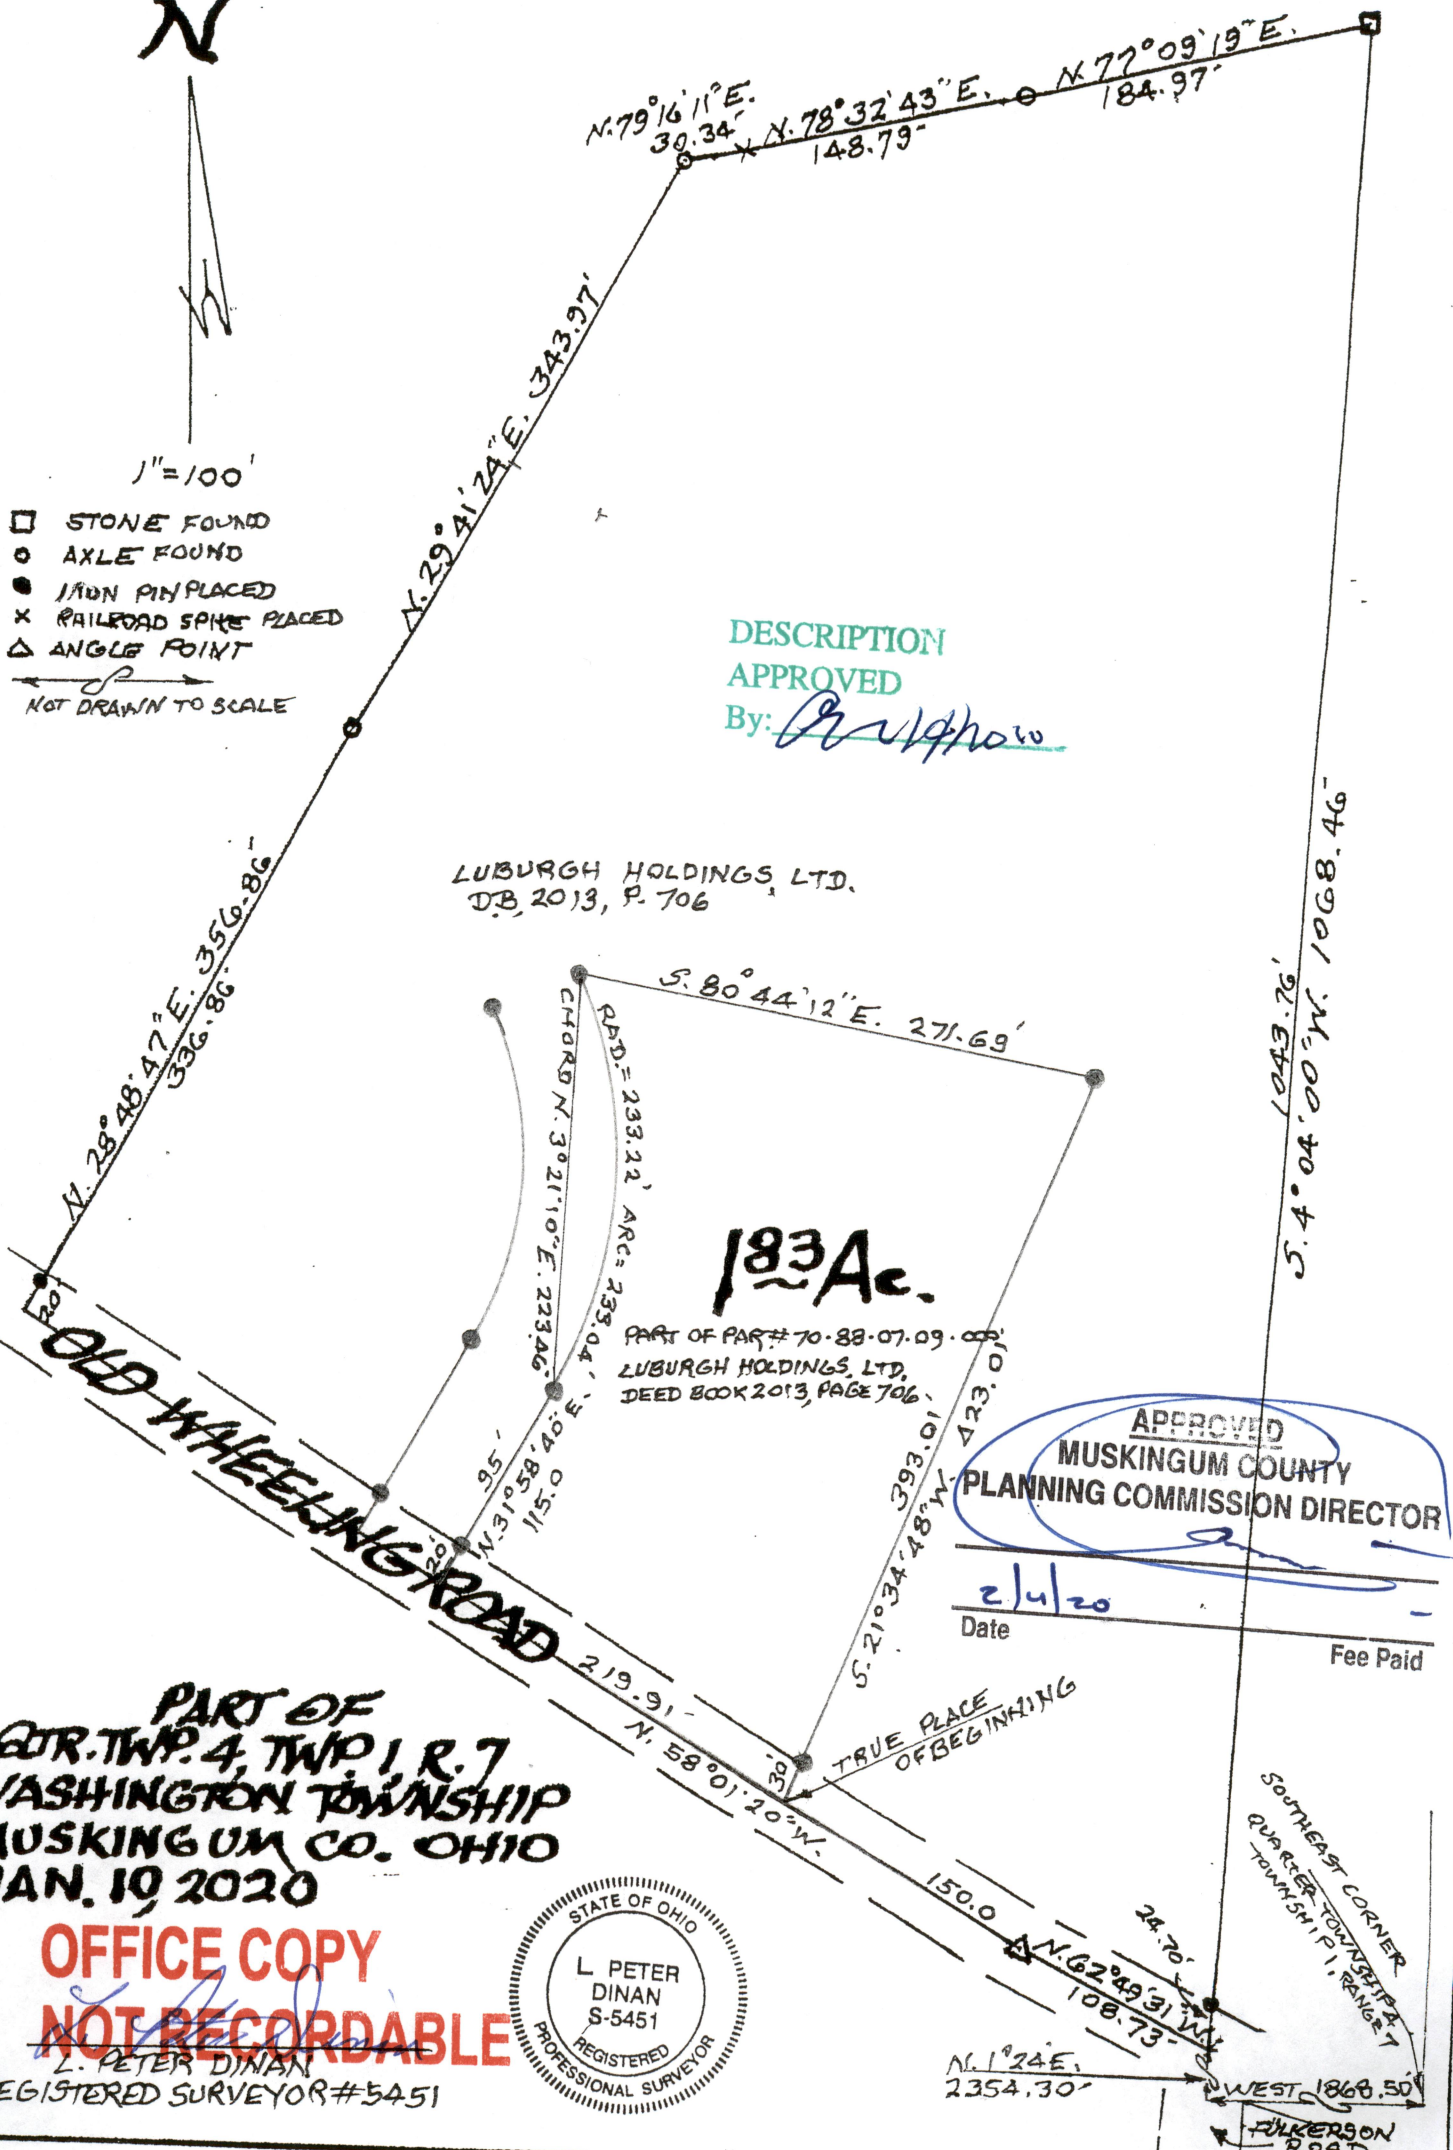 N
N.79°16'11"E.
30.34'
N.78°32'43"E.
148.79'
N.77°09'19"E.
184.97'
1"=100'
STONE FOUND
AXLE FOUND
IRON PIN PLACED
RAILROAD SPIKE PLACED
ANGLE POINT
NOT DRAWN TO SCALE
N.29°41'24"E. 343.97'
DESCRIPTION
APPROVED
By:
LUBURGH HOLDINGS, LTD.
D.B. 2013, P. 706
N. 28°48'47"E. 356.86'
336.86'
20'
S. 80°44'12"E. 271.69'
CHORD N. 3°21'10"E. 223.46'
RAD.= 233.22' ARC= 233.04'
1043.76'
S. 4°04'00"W. 1068.46'
183 Ac.
PART OF PAR# 70-88-07-09-000
LUBURGH HOLDINGS, LTD.
DEED BOOK 2013, PAGE 706
95'
N.31°58'40"E.
115.0
20'
393.01'
S. 21°34'48"W. 423.01'
APPROVED
MUSKINGUM COUNTY
PLANNING COMMISSION DIRECTOR
2/4/20
Date
Fee Paid
OLD WHEELING ROAD
219.91'
N. 58°01'20"W.
30'
TRUE PLACE
OF BEGINNING
150.0
N.62°49'31"W.
108.73'
24.70'
SOUTHEAST CORNER
QUARTER TOWNSHIP 4
TOWNSHIP 1, RANGE 7
N. 1°24'E.
2354.30'
WEST 1868.50'
FULKERSON
ROAD
PART OF
QTR. TWP. 4, TWP. 1, R. 7
WASHINGTON TOWNSHIP
MUSKINGUM CO. OHIO
JAN. 10, 2020
OFFICE COPY
NOT RECORDABLE
L. PETER DINAN
REGISTERED SURVEYOR #5451
STATE OF OHIO
L. PETER
DINAN
S-5451
REGISTERED
PROFESSIONAL SURVEYOR